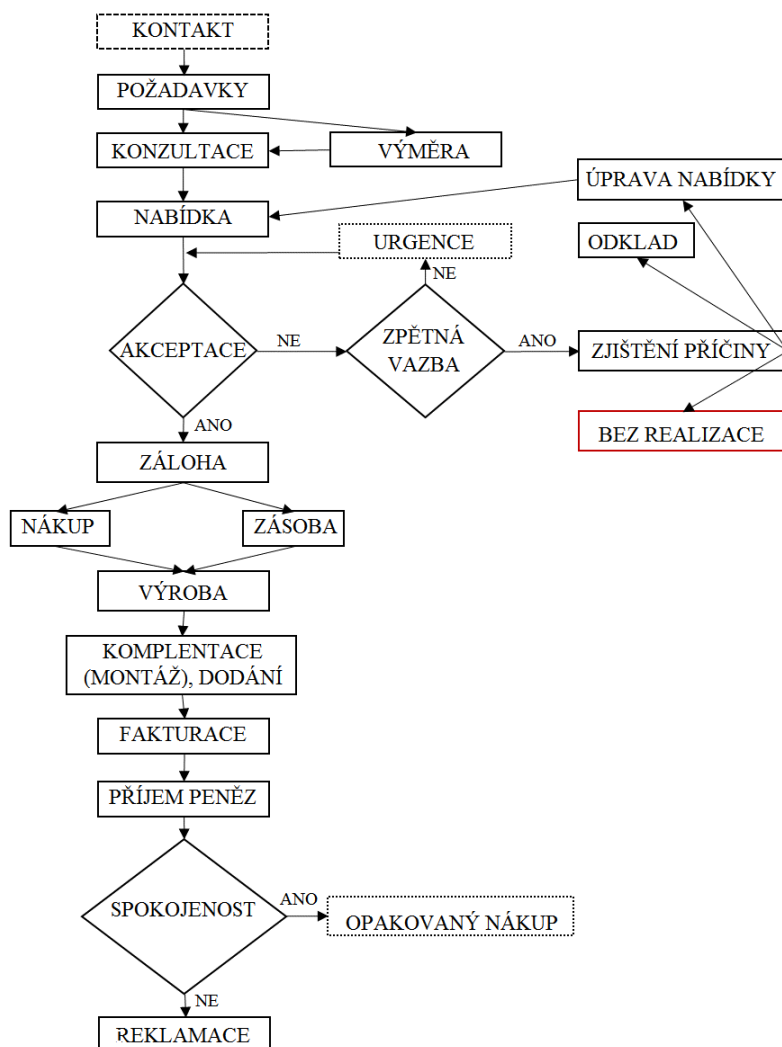 KONTAKT
POŽADAVKY
KONZULTACE
VÝMĚRA
ÚPRAVA NABÍDKY
NABÍDKA
URGENCE
ODKLAD
NE
AKCEPTACE
NE
ZPĚTNÁ
VAZBA
ANO
ZJIŠTĚNÍ PŘÍČINY
ANO
BEZ REALIZACE
ZÁLOHA
NÁKUP
ZÁSOBA
VÝROBA
KOMPLENTACE
(MONTÁŽ), DODÁNÍ
FAKTURACE
PŘÍJEM PENĚZ
SPOKOJENOST
ANO
OPAKOVANÝ NÁKUP
NE
REKLAMACE